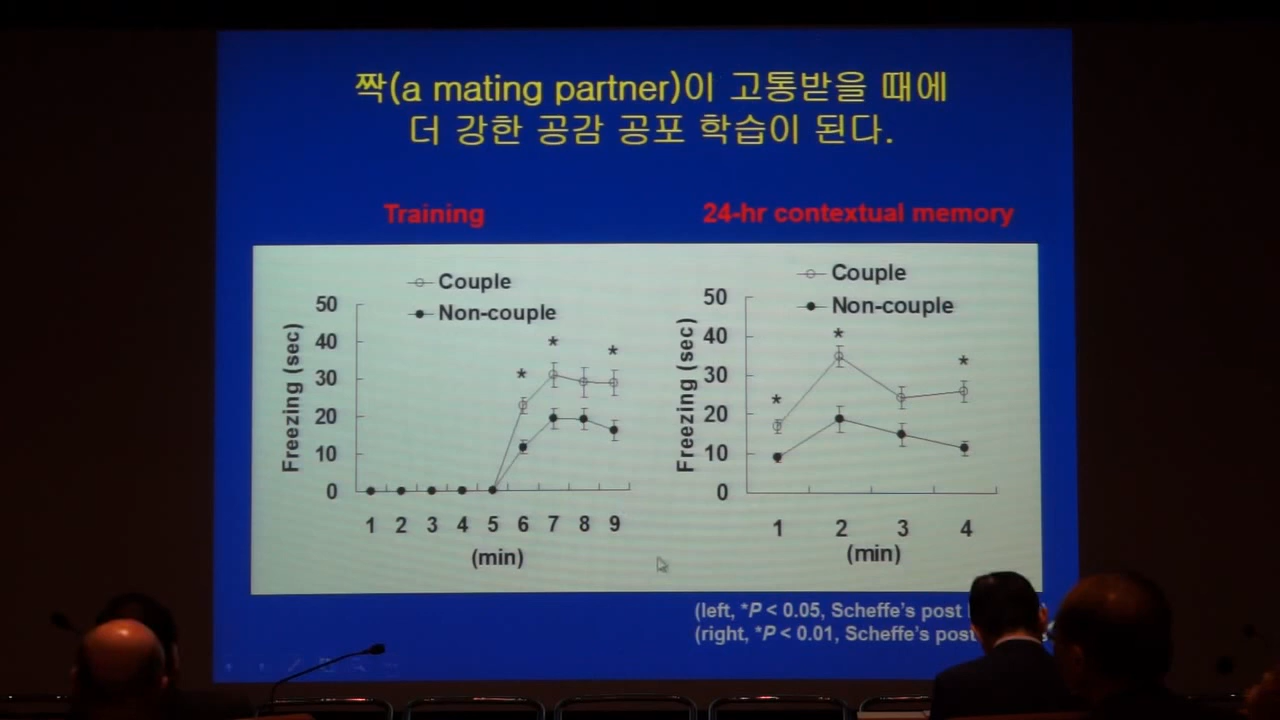 짝(a mating partner)이 고통받을 때에
더 강한 공감 공포 학습이 된다.
Training
24-hr contextual memory
Couple
Non-couple
50
40
30
20
10
0
Freezing (sec)
* * *
1 2 3 4 5 6 7 8 9
(min)
Couple
Non-couple
50
40
30
20
10
0
Freezing (sec)
* * *
1 2 3 4
(min)
(left, *P < 0.05, Scheffe's post
(right, *P < 0.01, Scheffe's post